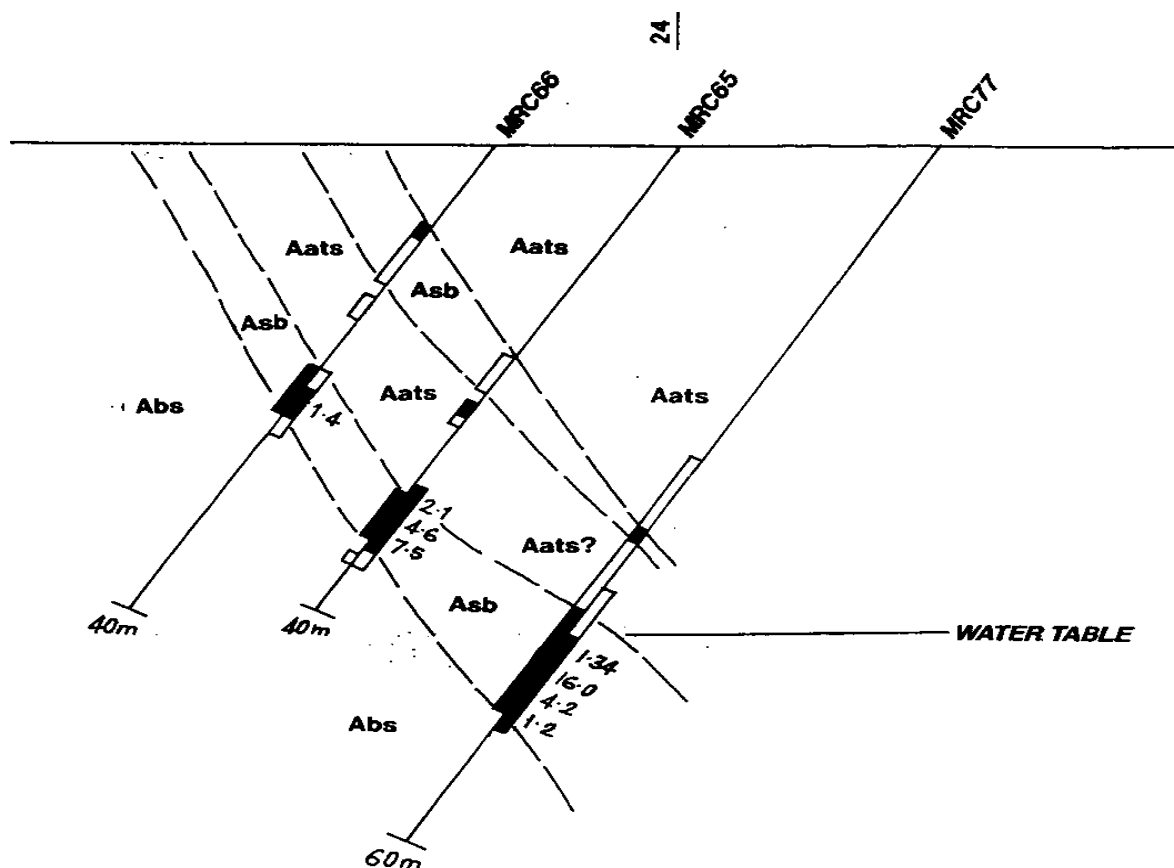 24
MRC66
MRC65
MRC77
Aats
Aats
Asb
Asb
Aats
Aats
Abs
1.4
2.1
4.6
7.5
Aats?
Asb
40m
40m
WATER TABLE
1.34
16.0
4.2
1.2
Abs
60m